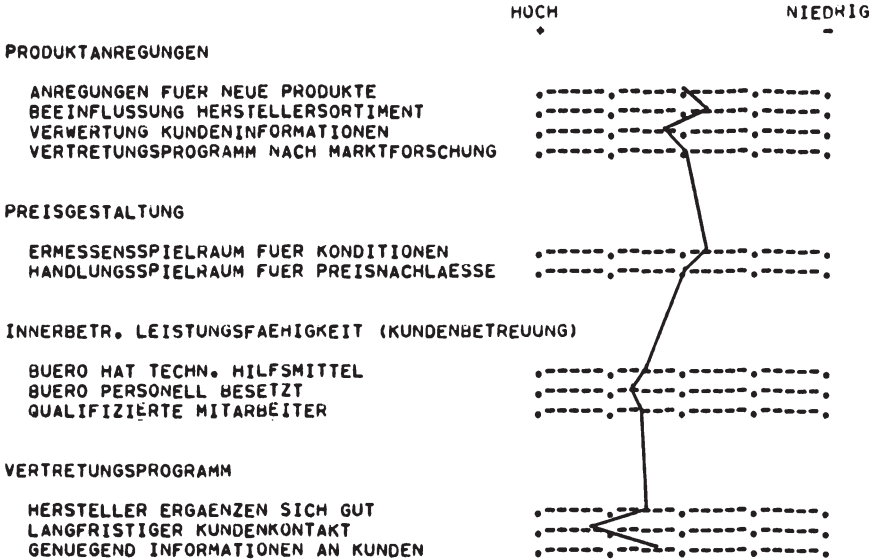 HOCH NIEDRIG
+ -
PRODUKTANREGUNGEN
ANREGUNGEN FUER NEUE PRODUKTE
BEEINFLUSSUNG HERSTELLERSORTIMENT
VERWERTUNG KUNDENINFORMATIONEN
VERTRETUNGSPROGRAMM NACH MARKTFORSCHUNG
PREISGESTALTUNG
ERMESSENSSPIELRAUM FUER KONDITIONEN
HANDLUNGSSPIELRAUM FUER PREISNACHLAESSE
INNERBETR. LEISTUNGSFAEHIGKEIT (KUNDENBETREUUNG)
BUERO HAT TECHN. HILFSMITTEL
BUERO PERSONELL BESETZT
QUALIFIZIERTE MITARBEITER
VERTRETUNGSPROGRAMM
HERSTELLER ERGAENZEN SICH GUT
LANGFRISTIGER KUNDENKONTAKT
GENUEGEND INFORMATIONEN AN KUNDEN